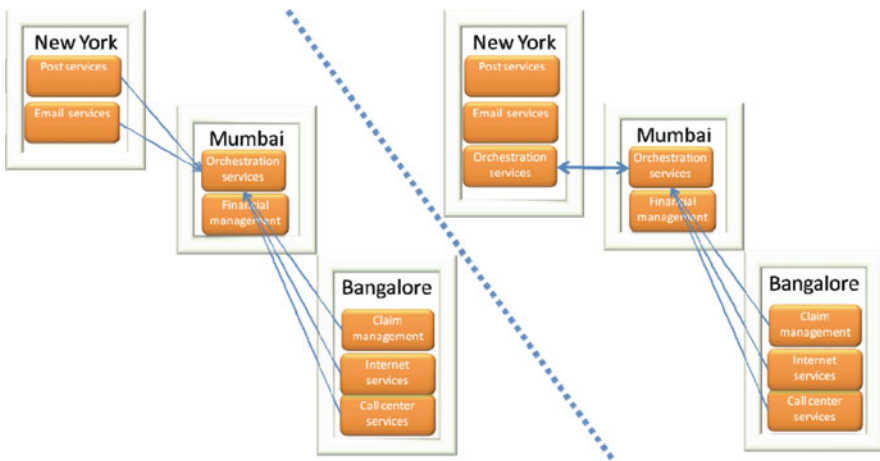 New York
Post services
Email services
Mumbai
Orchestration
services
Financial
management
Bangalore
Claim
management
Internet
services
Call center
services
New York
Post services
Email services
Orchestration
services
Mumbai
Orchestration
services
Financial
management
Bangalore
Claim
management
Internet
services
Call center
services